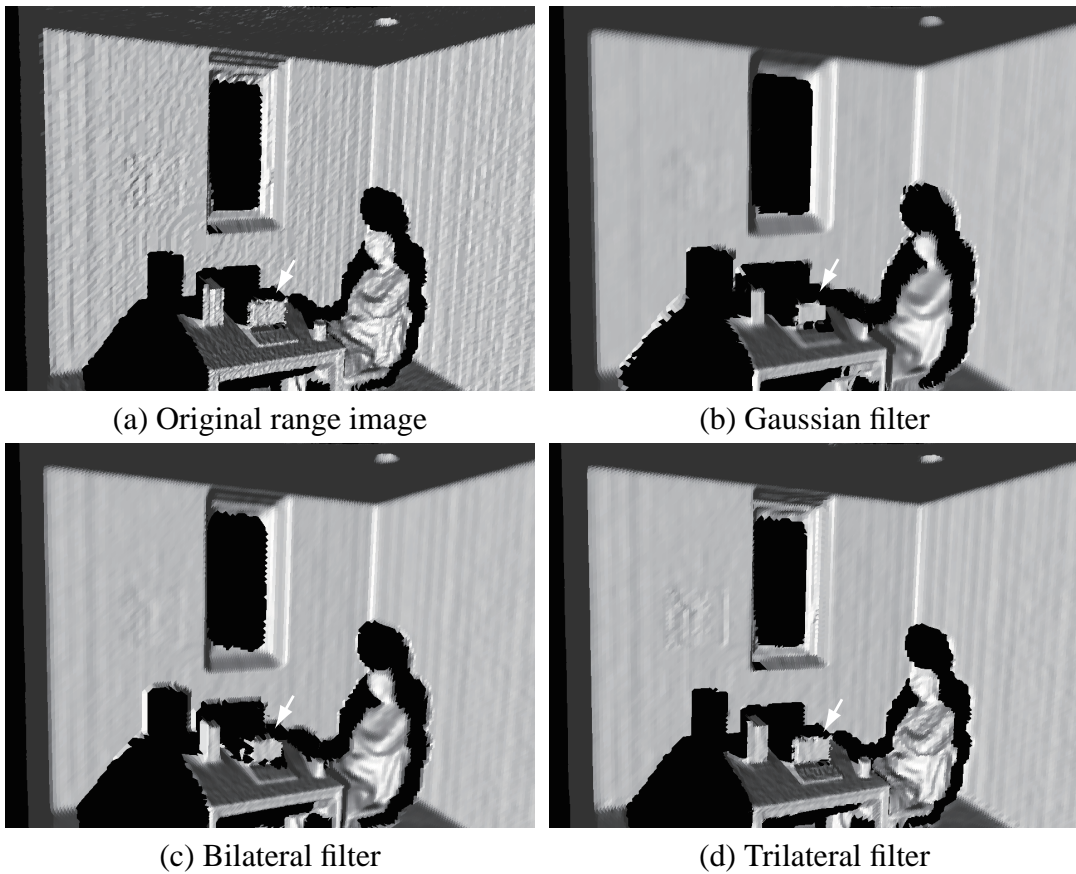 (a) Original range image
(b) Gaussian filter
(c) Bilateral filter
(d) Trilateral filter